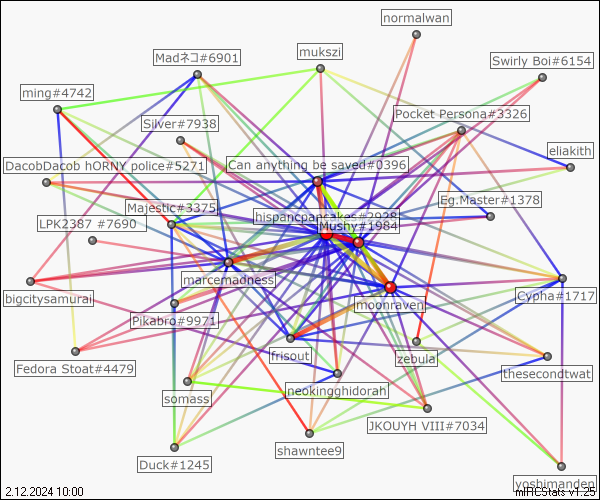 normalwan
Madネコ#6901
mukszi
Swirly Boi#6154
ming#4742
Pocket Persona#3326
Silver#7938
DacobDacob hORNY police#5271
Can anything be saved#0396
eliakith
Eg.Master#1378
Majestic#3375
hispancpancakes#2928
LPK2387 #7690
Mushy#1984
marcemadness
bigcitysamurai
moonraven
Cypha#1717
Pikabro#9971
frisout
zebula
Fedora Stoat#4479
thesecondtwat
somass
neokingghidorah
JKOUYH VIII#7034
shawntee9
Duck#1245
yoshimanden
2.12.2024 10:00
mIRCStats v1.25